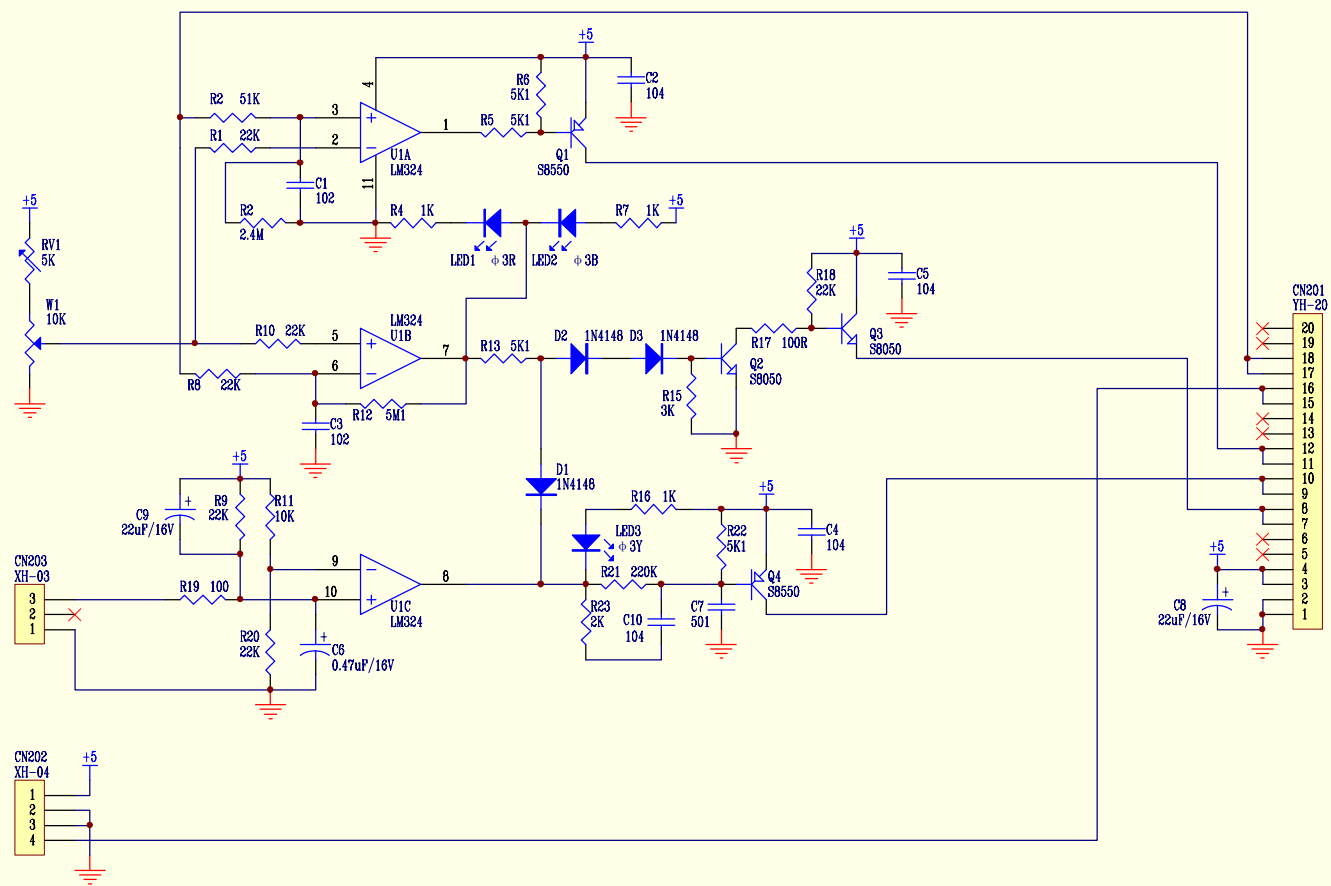 +5
R2 51K
3
4
1
R6
5K1
R5 5K1
C2
104
R1 22K
2
U1A
LM324
11
Q1
S8550
C1
102
R2
2.4M
R4 1K
LED1 φ3R
LED2 φ3B
R7 1K
+5
+5
RV1
5K
W1
10K
+5
R18
22K
C5
104
R10 22K
5
LM324
U1B
7
6
R8 22K
R12 5M1
C3
102
R13 5K1
D2 1N4148
D3 1N4148
R17 100R
Q2
S8050
R15
3K
Q3
S8050
CN201
YH-20
20
19
18
17
16
15
14
13
12
11
10
9
8
7
6
5
4
3
2
1
+5
C9
22uF/16V
+
R9
22K
R11
10K
D1
1N4148
+5
R16 1K
LED3
φ3Y
R22
5K1
C4
104
CN203
XH-03
3
2
1
R19 100
9
10
8
U1C
LM324
R21 220K
Q4
S8550
R23
2K
C10
104
C7
501
R20
22K
+
C6
0.47uF/16V
+5
+
C8
22uF/16V
CN202
XH-04
+5
1
2
3
4